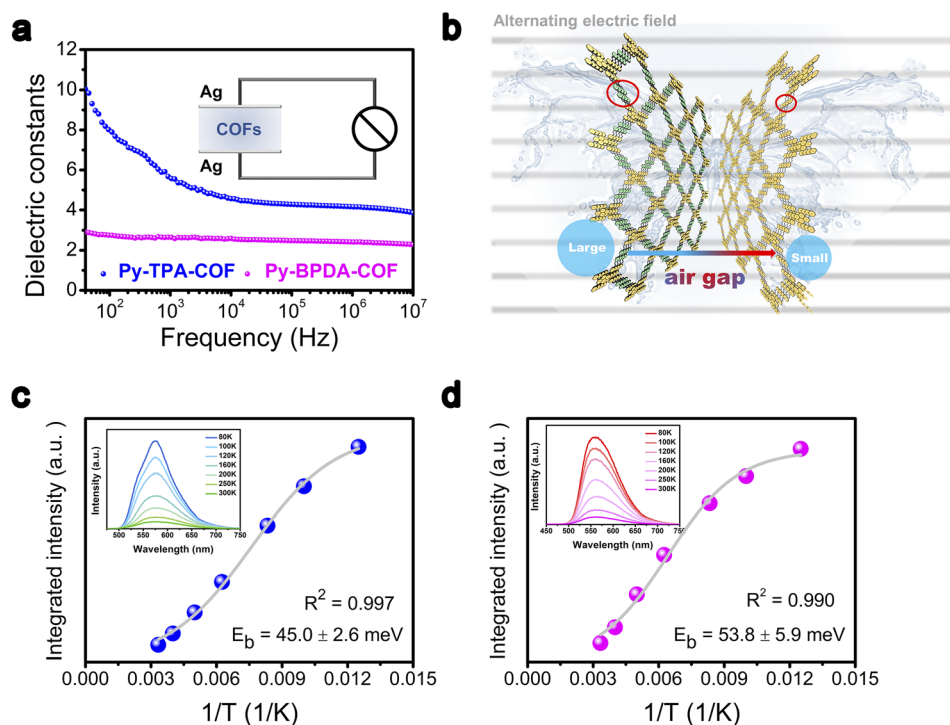 a
Dielectric constants
12
10
8
6
4
2
0
10² 10³ 10⁴ 10⁵ 10⁶ 10⁷
Frequency (Hz)
Ag
COFs
Ag
Py-TPA-COF Py-BPDA-COF
b
Alternating electric field
Large
air gap
Small
c
Integrated intensity (a.u.)
Intensity (a.u.)
80K
100K
120K
160K
200K
250K
300K
500 550 600 650 700 750
Wavelength (nm)
R² = 0.997
E_b = 45.0 ± 2.6 meV
0.000 0.003 0.006 0.009 0.012 0.015
1/T (1/K)
d
Integrated intensity (a.u.)
Intensity (a.u.)
80K
100K
120K
160K
200K
250K
300K
450 500 550 600 650 700 750
Wavelength (nm)
R² = 0.990
E_b = 53.8 ± 5.9 meV
0.000 0.003 0.006 0.009 0.012 0.015
1/T (1/K)